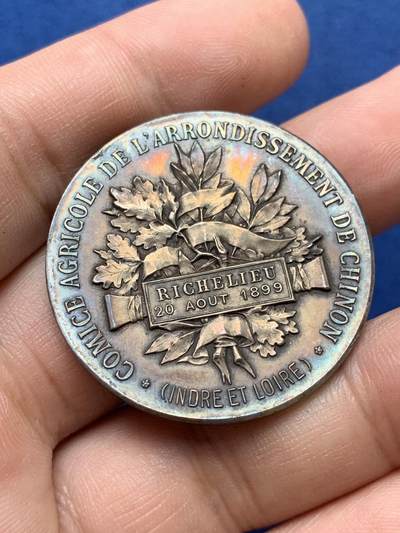 COMICE AGRICOLE DE L'ARRONDISSEMENT DE CHINON
RICHELIEU
20 AOUT 1899
* (INDRE ET LOIRE) *